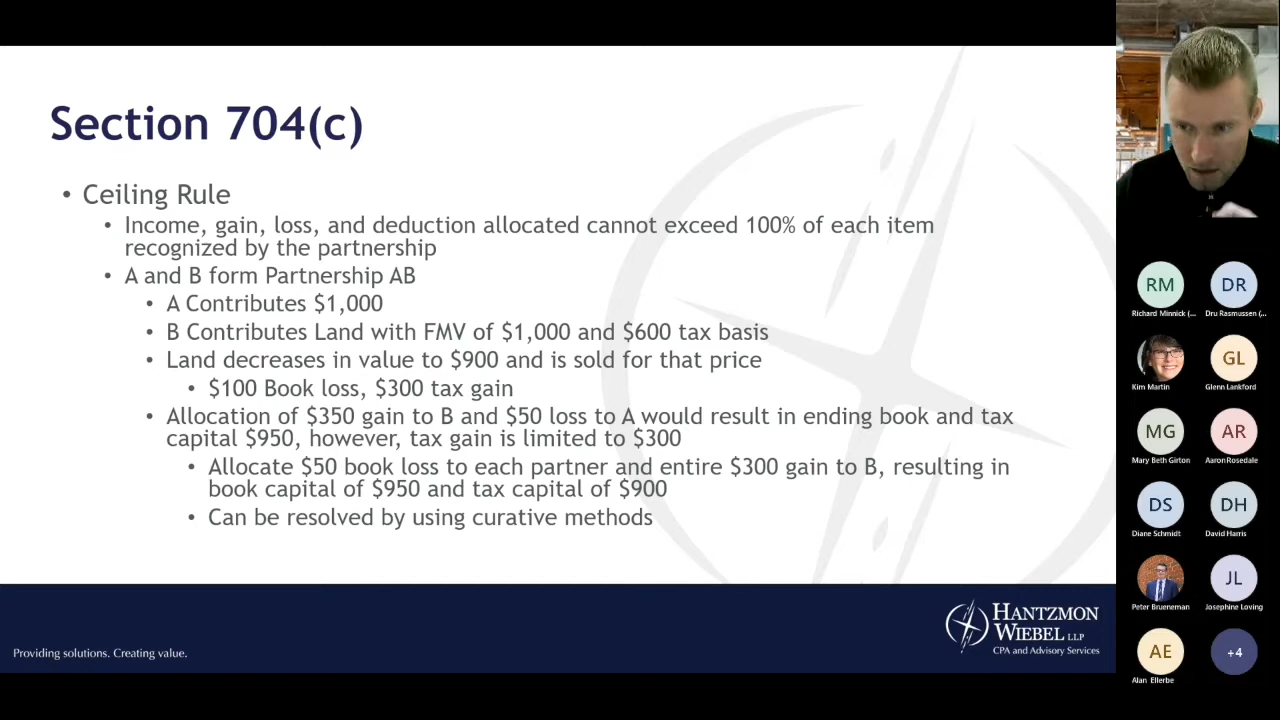 Section 704(c)
• Ceiling Rule
• Income, gain, loss, and deduction allocated cannot exceed 100% of each item
recognized by the partnership
• A and B form Partnership AB
• A Contributes $1,000
• B Contributes Land with FMV of $1,000 and $600 tax basis
• Land decreases in value to $900 and is sold for that price
• $100 Book loss, $300 tax gain
• Allocation of $350 gain to B and $50 loss to A would result in ending book and tax
capital $950, however, tax gain is limited to $300
• Allocate $50 book loss to each partner and entire $300 gain to B, resulting in
book capital of $950 and tax capital of $900
• Can be resolved by using curative methods
Providing solutions. Creating value.
HANTZMON
WIEBEL LLP
CPA and Advisory Services
RM DR
Richard Minnick (... Dru Rasmussen (...
GL
Kim Martin Glenn Lankford
MG AR
Mary Beth Girton Aaron Rosedale
DS DH
Diane Schmidt David Harris
JL
Peter Brueneman Josephine Loving
AE +4
Alan Ellerbe